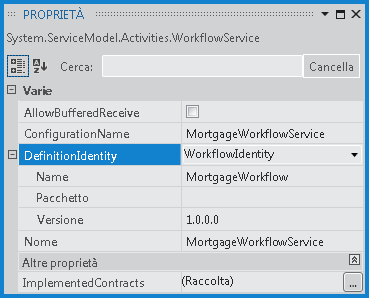 PROPRIETÀ
System.ServiceModel.Activities.WorkflowService
Cerca: Cancella
Varie
AllowBufferedReceive
ConfigurationName MortgageWorkflowService
DefinitionIdentity WorkflowIdentity
Name MortgageWorkflow
Pacchetto
Versione 1.0.0.0
Nome MortgageWorkflowService
Altre proprietà
ImplementedContracts (Raccolta) ...